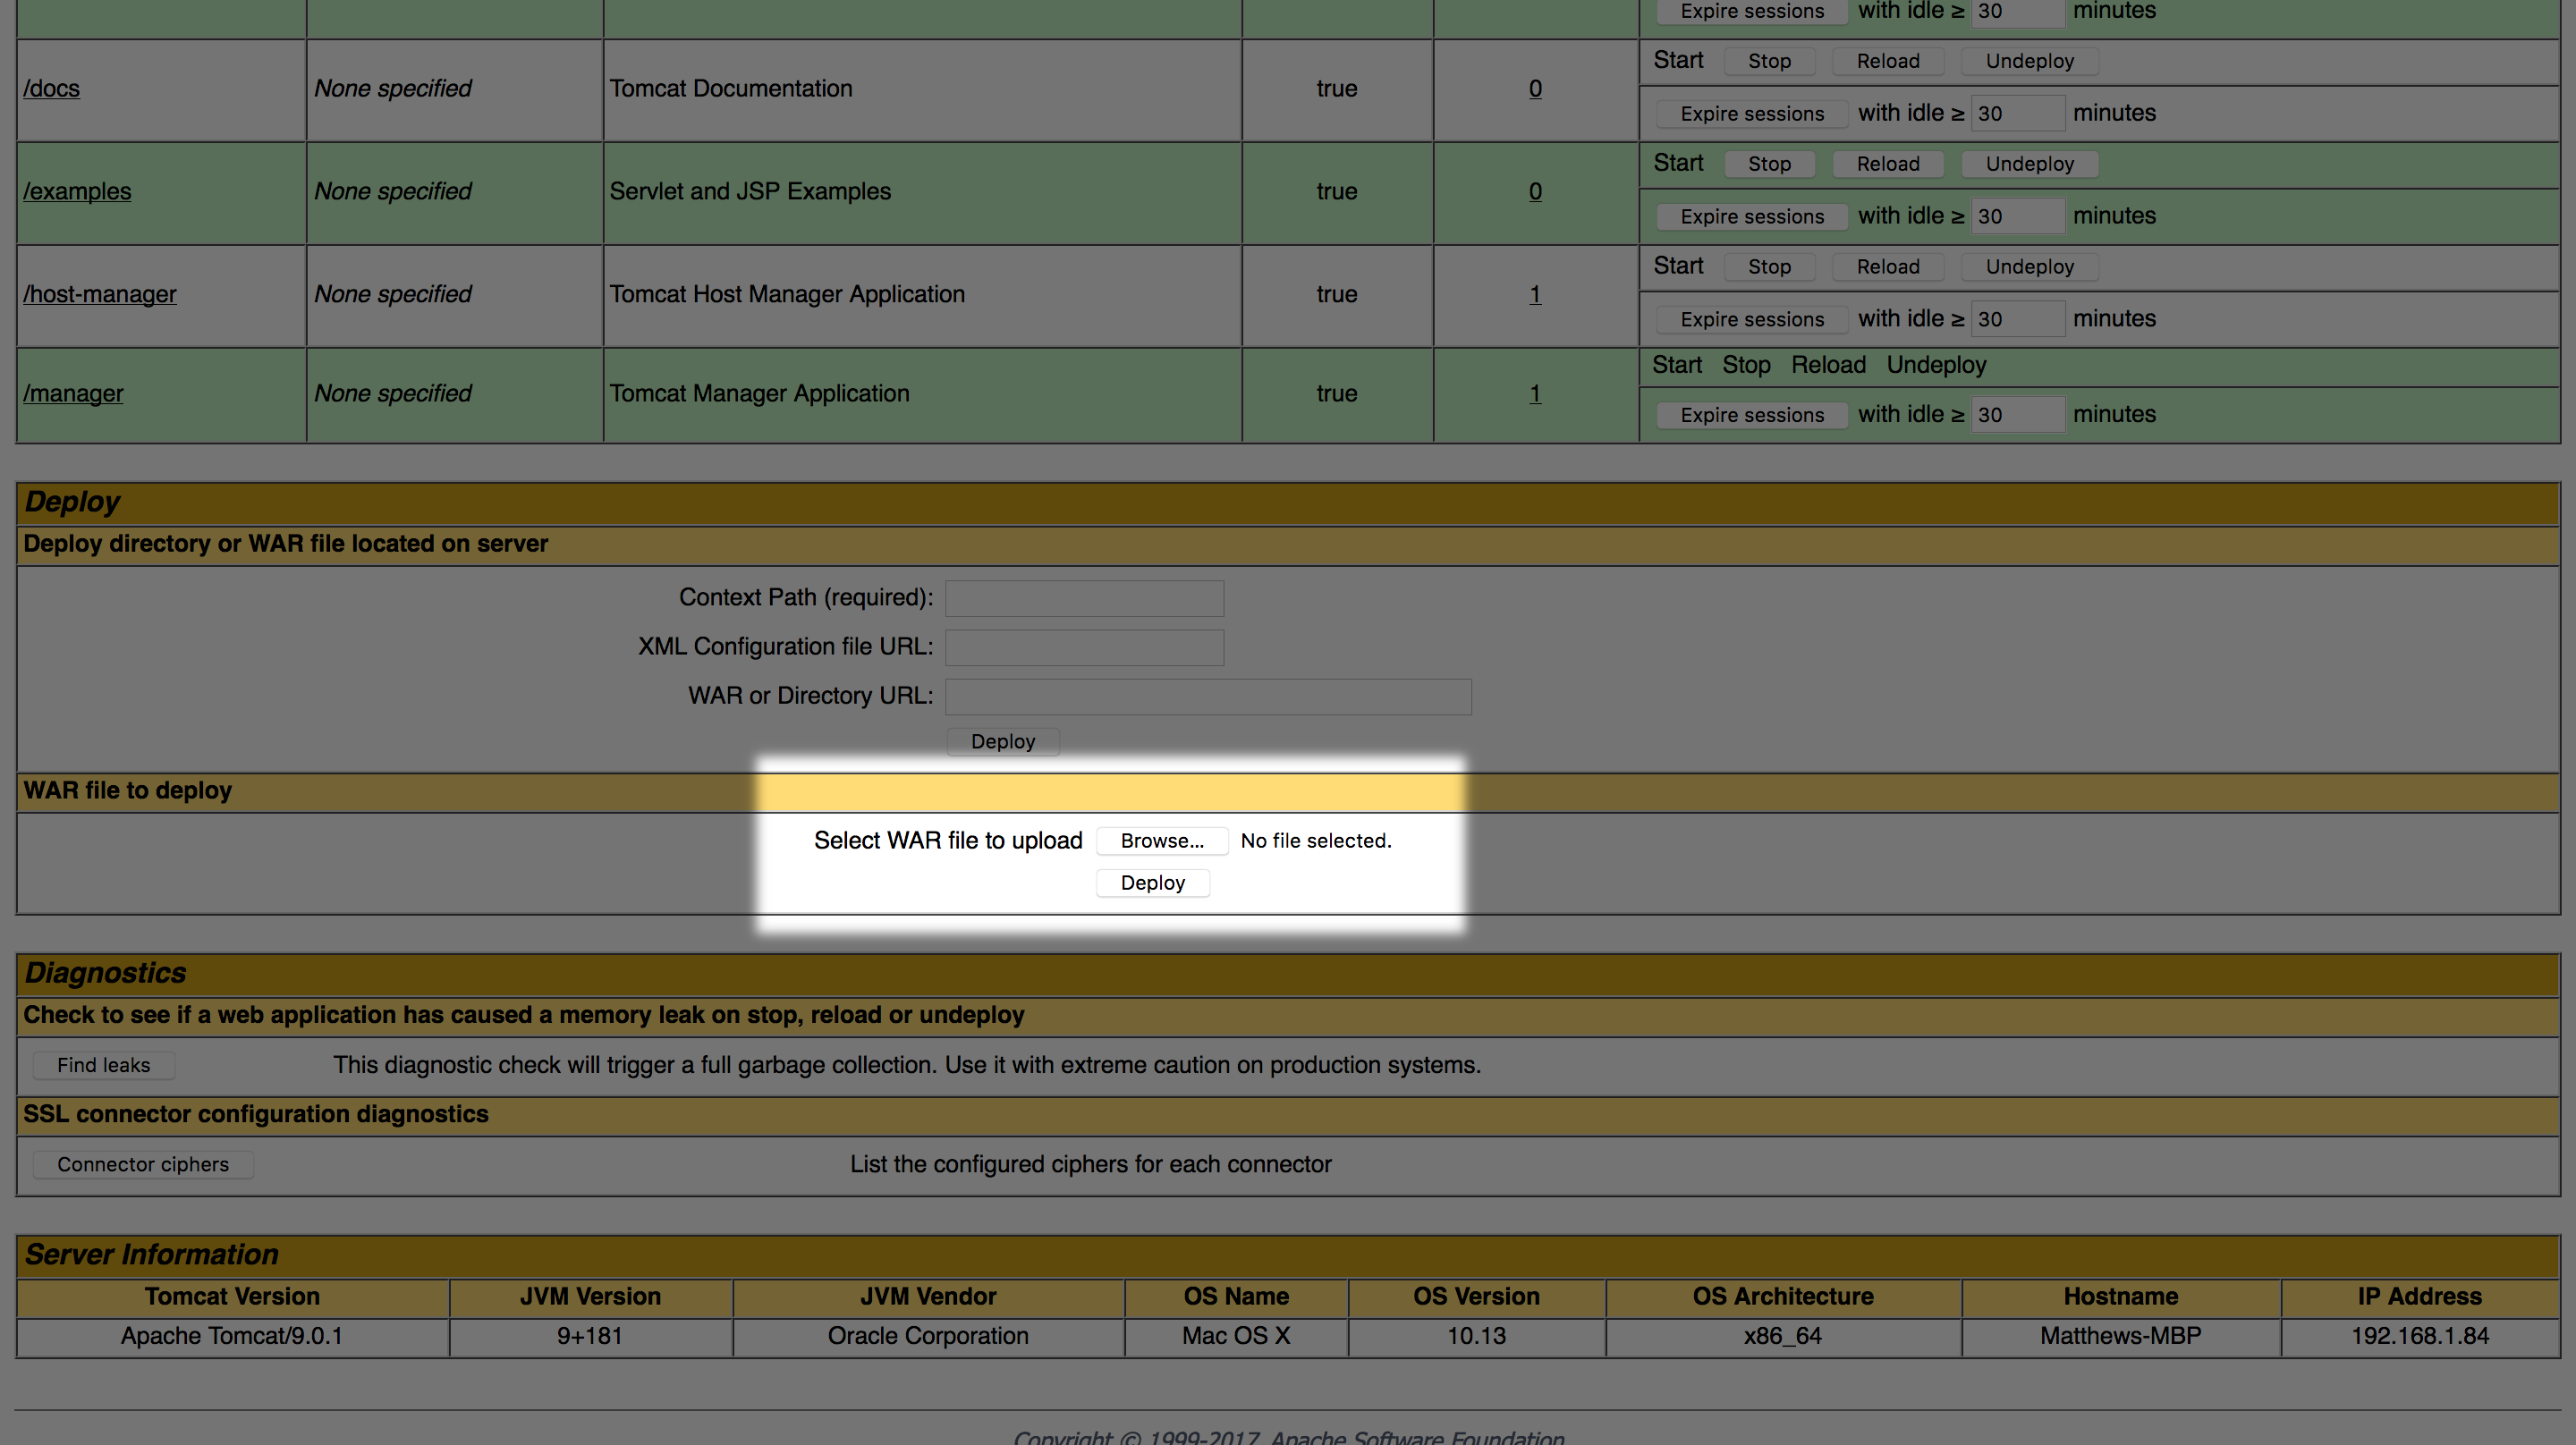 Expire sessions with idle ≥ 30 minutes
/docs None specified Tomcat Documentation true 0 Start Stop Reload Undeploy
Expire sessions with idle ≥ 30 minutes
/examples None specified Servlet and JSP Examples true 0 Start Stop Reload Undeploy
Expire sessions with idle ≥ 30 minutes
/host-manager None specified Tomcat Host Manager Application true 1 Start Stop Reload Undeploy
Expire sessions with idle ≥ 30 minutes
/manager None specified Tomcat Manager Application true 1 Start Stop Reload Undeploy
Expire sessions with idle ≥ 30 minutes
Deploy
Deploy directory or WAR file located on server
Context Path (required):
XML Configuration file URL:
WAR or Directory URL:
Deploy
WAR file to deploy
Select WAR file to upload Browse... No file selected.
Deploy
Diagnostics
Check to see if a web application has caused a memory leak on stop, reload or undeploy
Find leaks This diagnostic check will trigger a full garbage collection. Use it with extreme caution on production systems.
SSL connector configuration diagnostics
Connector ciphers List the configured ciphers for each connector
Server Information
Tomcat Version JVM Version JVM Vendor OS Name OS Version OS Architecture Hostname IP Address
Apache Tomcat/9.0.1 9+181 Oracle Corporation Mac OS X 10.13 x86_64 Matthews-MBP 192.168.1.84
Copyright © 1999-2017, Apache Software Foundation